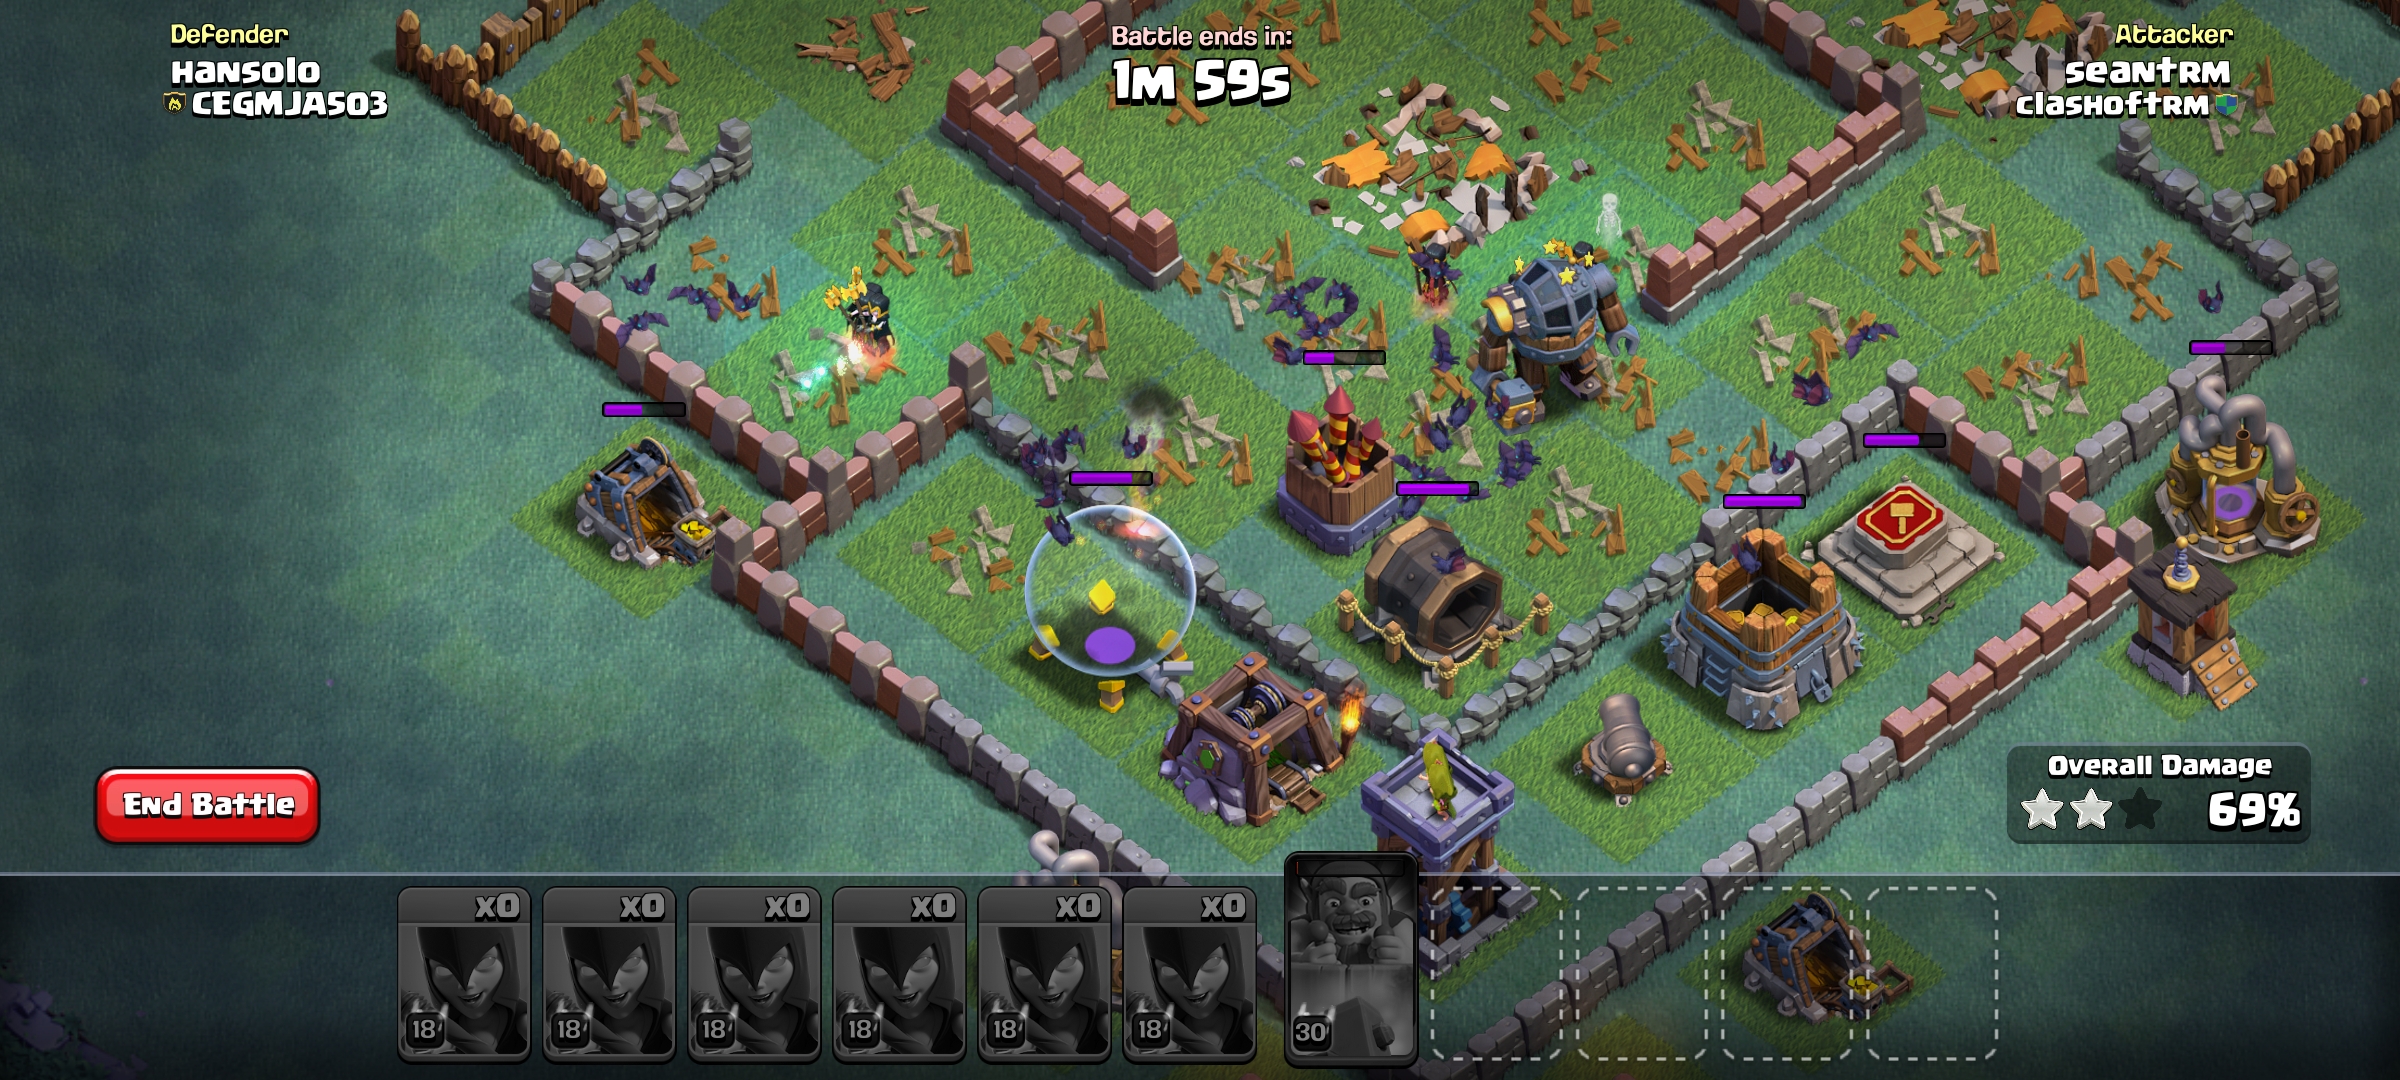 Defender
Hansolo
CEGMJA503
Battle ends in:
1M 59s
Attacker
seantRM
clashoftRM
End Battle
Overall Damage
69%
x0 x0 x0 x0 x0 x0
18 18 18 18 18 18 30